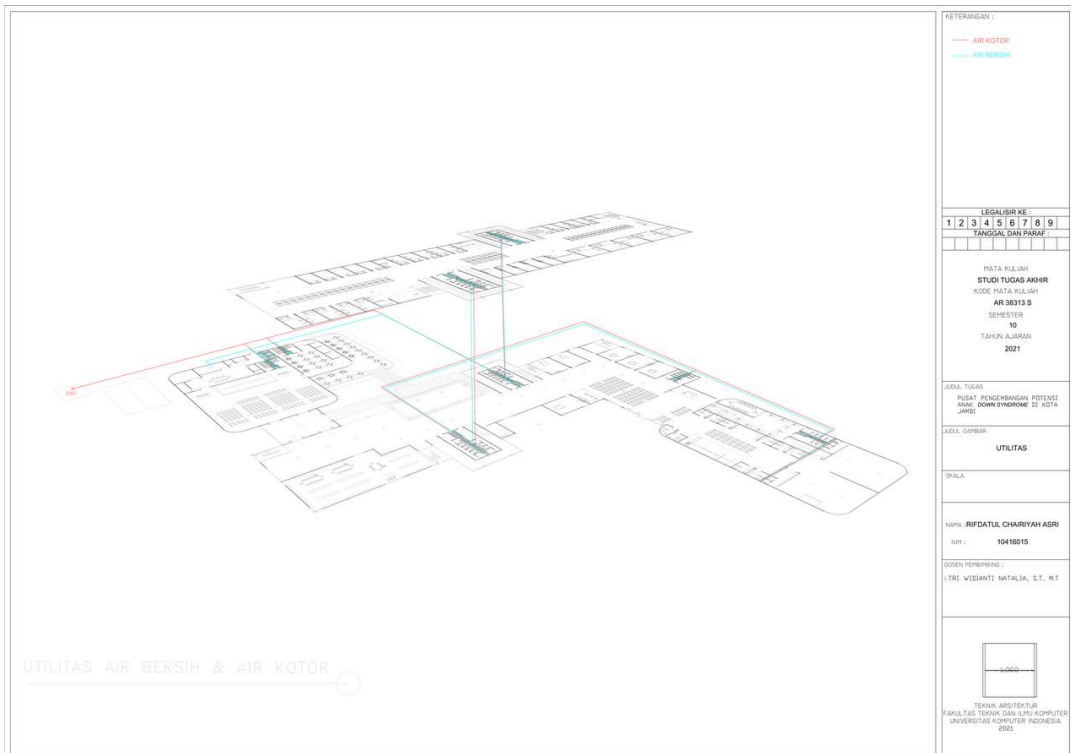 KETERANGAN :
AIR KOTOR
AIR BERSIH
LEGALISIR KE :
1 2 3 4 5 6 7 8 9
TANGGAL DAN PARAF :
MATA KULIAH
STUDI TUGAS AKHIR
KODE MATA KULIAH
AR 38313 S
SEMESTER
10
TAHUN AJARAN
2021
JUDUL TUGAS
PUSAT PENGEMBANGAN POTENSI
ANAK DOWN SYNDROME DI KOTA
JAMBI
JUDUL GAMBAR
UTILITAS
SKALA
NAMA : RIFDATUL CHAIRIYAH ASRI
NIM : 10416015
DOSEN PEMBIMBING :
1.TRI WIDIANTI NATALIA, S.T., M.T
LOGO
TEKNIK ARSITEKTUR
FAKULTAS TEKNIK DAN ILMU KOMPUTER
UNIVERSITAS KOMPUTER INDONESIA
2021
UTILITAS AIR BERSIH & AIR KOTOR